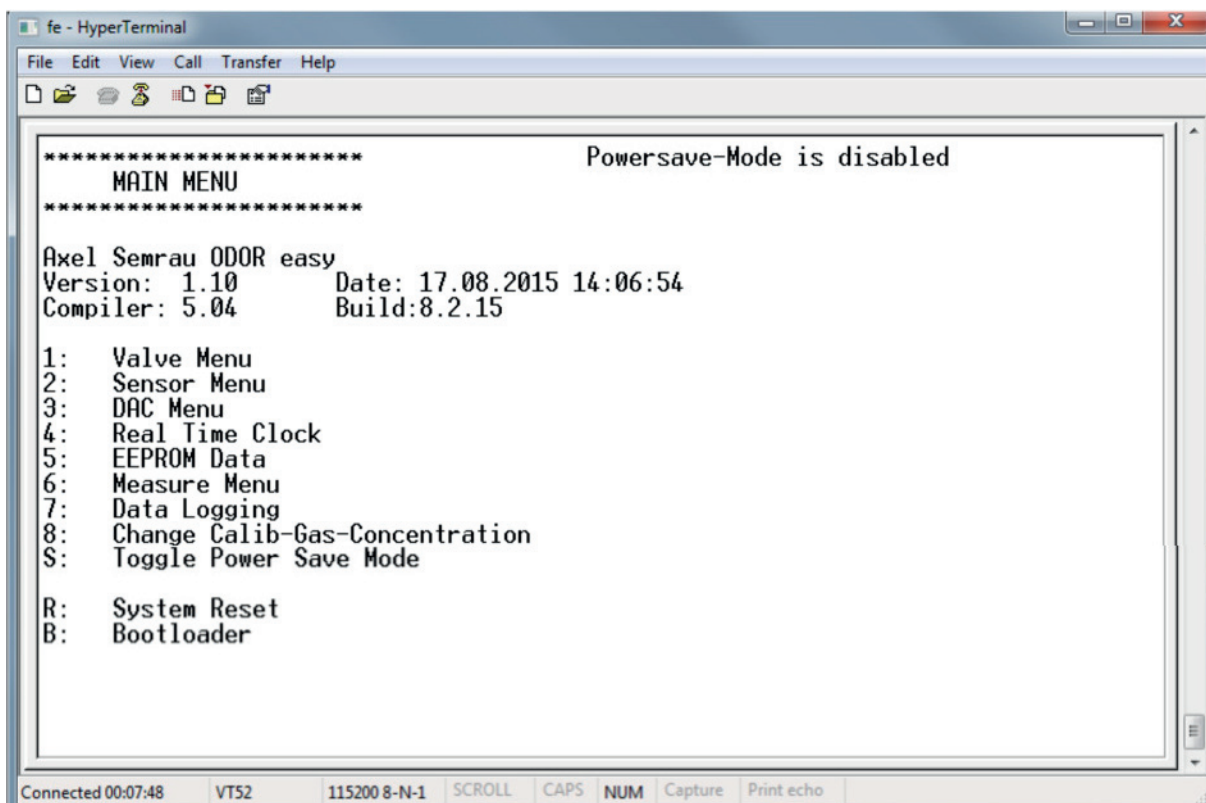 fe - HyperTerminal
File Edit View Call Transfer Help
*********************** Powersave-Mode is disabled
MAIN MENU
***********************
Axel Semrau ODOR easy
Version: 1.10 Date: 17.08.2015 14:06:54
Compiler: 5.04 Build:8.2.15
1: Valve Menu
2: Sensor Menu
3: DAC Menu
4: Real Time Clock
5: EEPROM Data
6: Measure Menu
7: Data Logging
8: Change Calib-Gas-Concentration
S: Toggle Power Save Mode
R: System Reset
B: Bootloader
Connected 00:07:48 VT52 115200 8-N-1 SCROLL CAPS NUM Capture Print echo